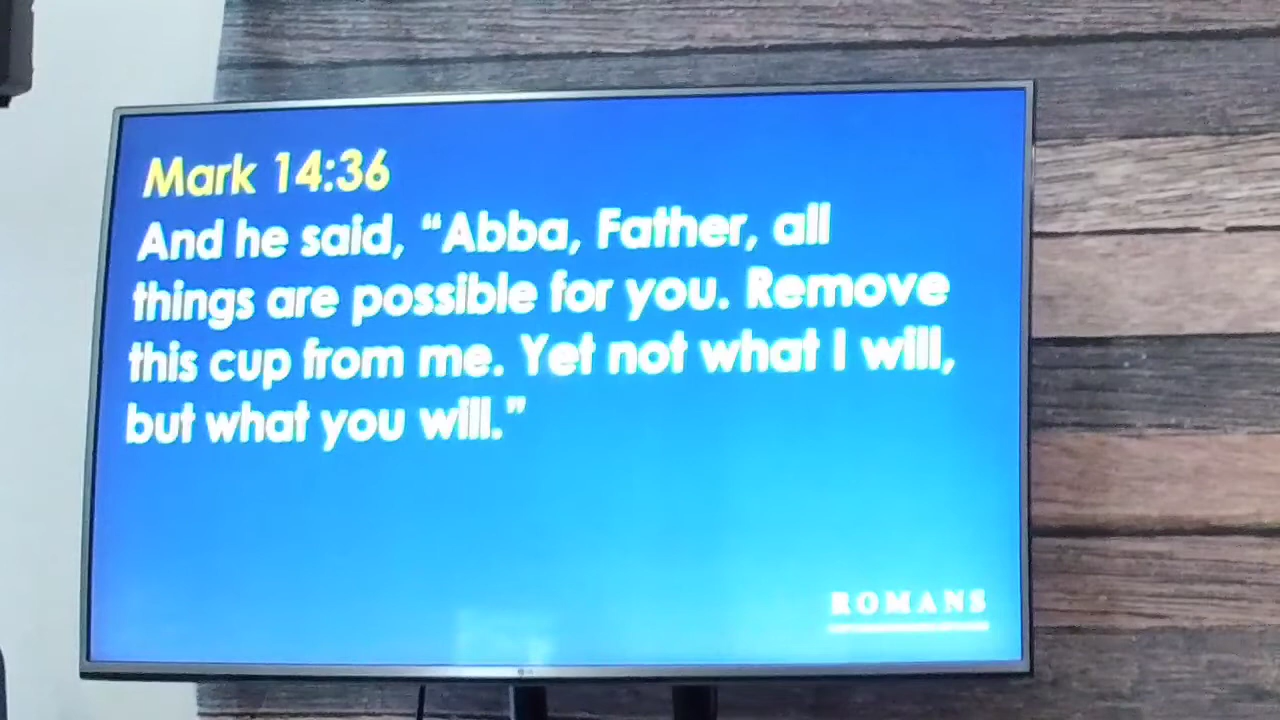 Mark 14:36
And he said, “Abba, Father, all
things are possible for you. Remove
this cup from me. Yet not what I will,
but what you will.”
ROMANS